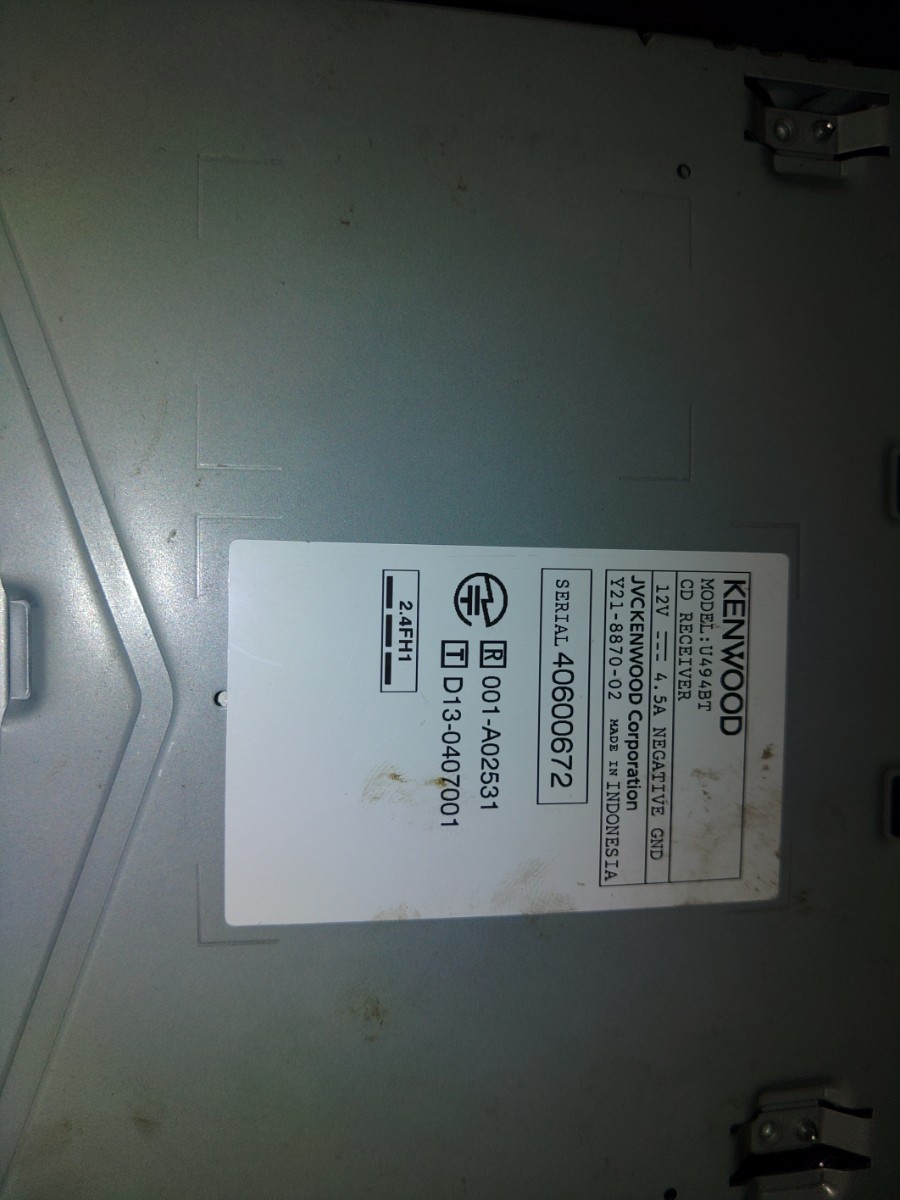 KENWOOD
MODEL:U494BT
CD RECEIVER
12V 4.5A NEGATIVE GND
JVCKENWOOD Corporation
Y21-8870-02 MADE IN INDONESIA
SERIAL 40600672
R 001-A02531
T D13-0407001
2.4FH1